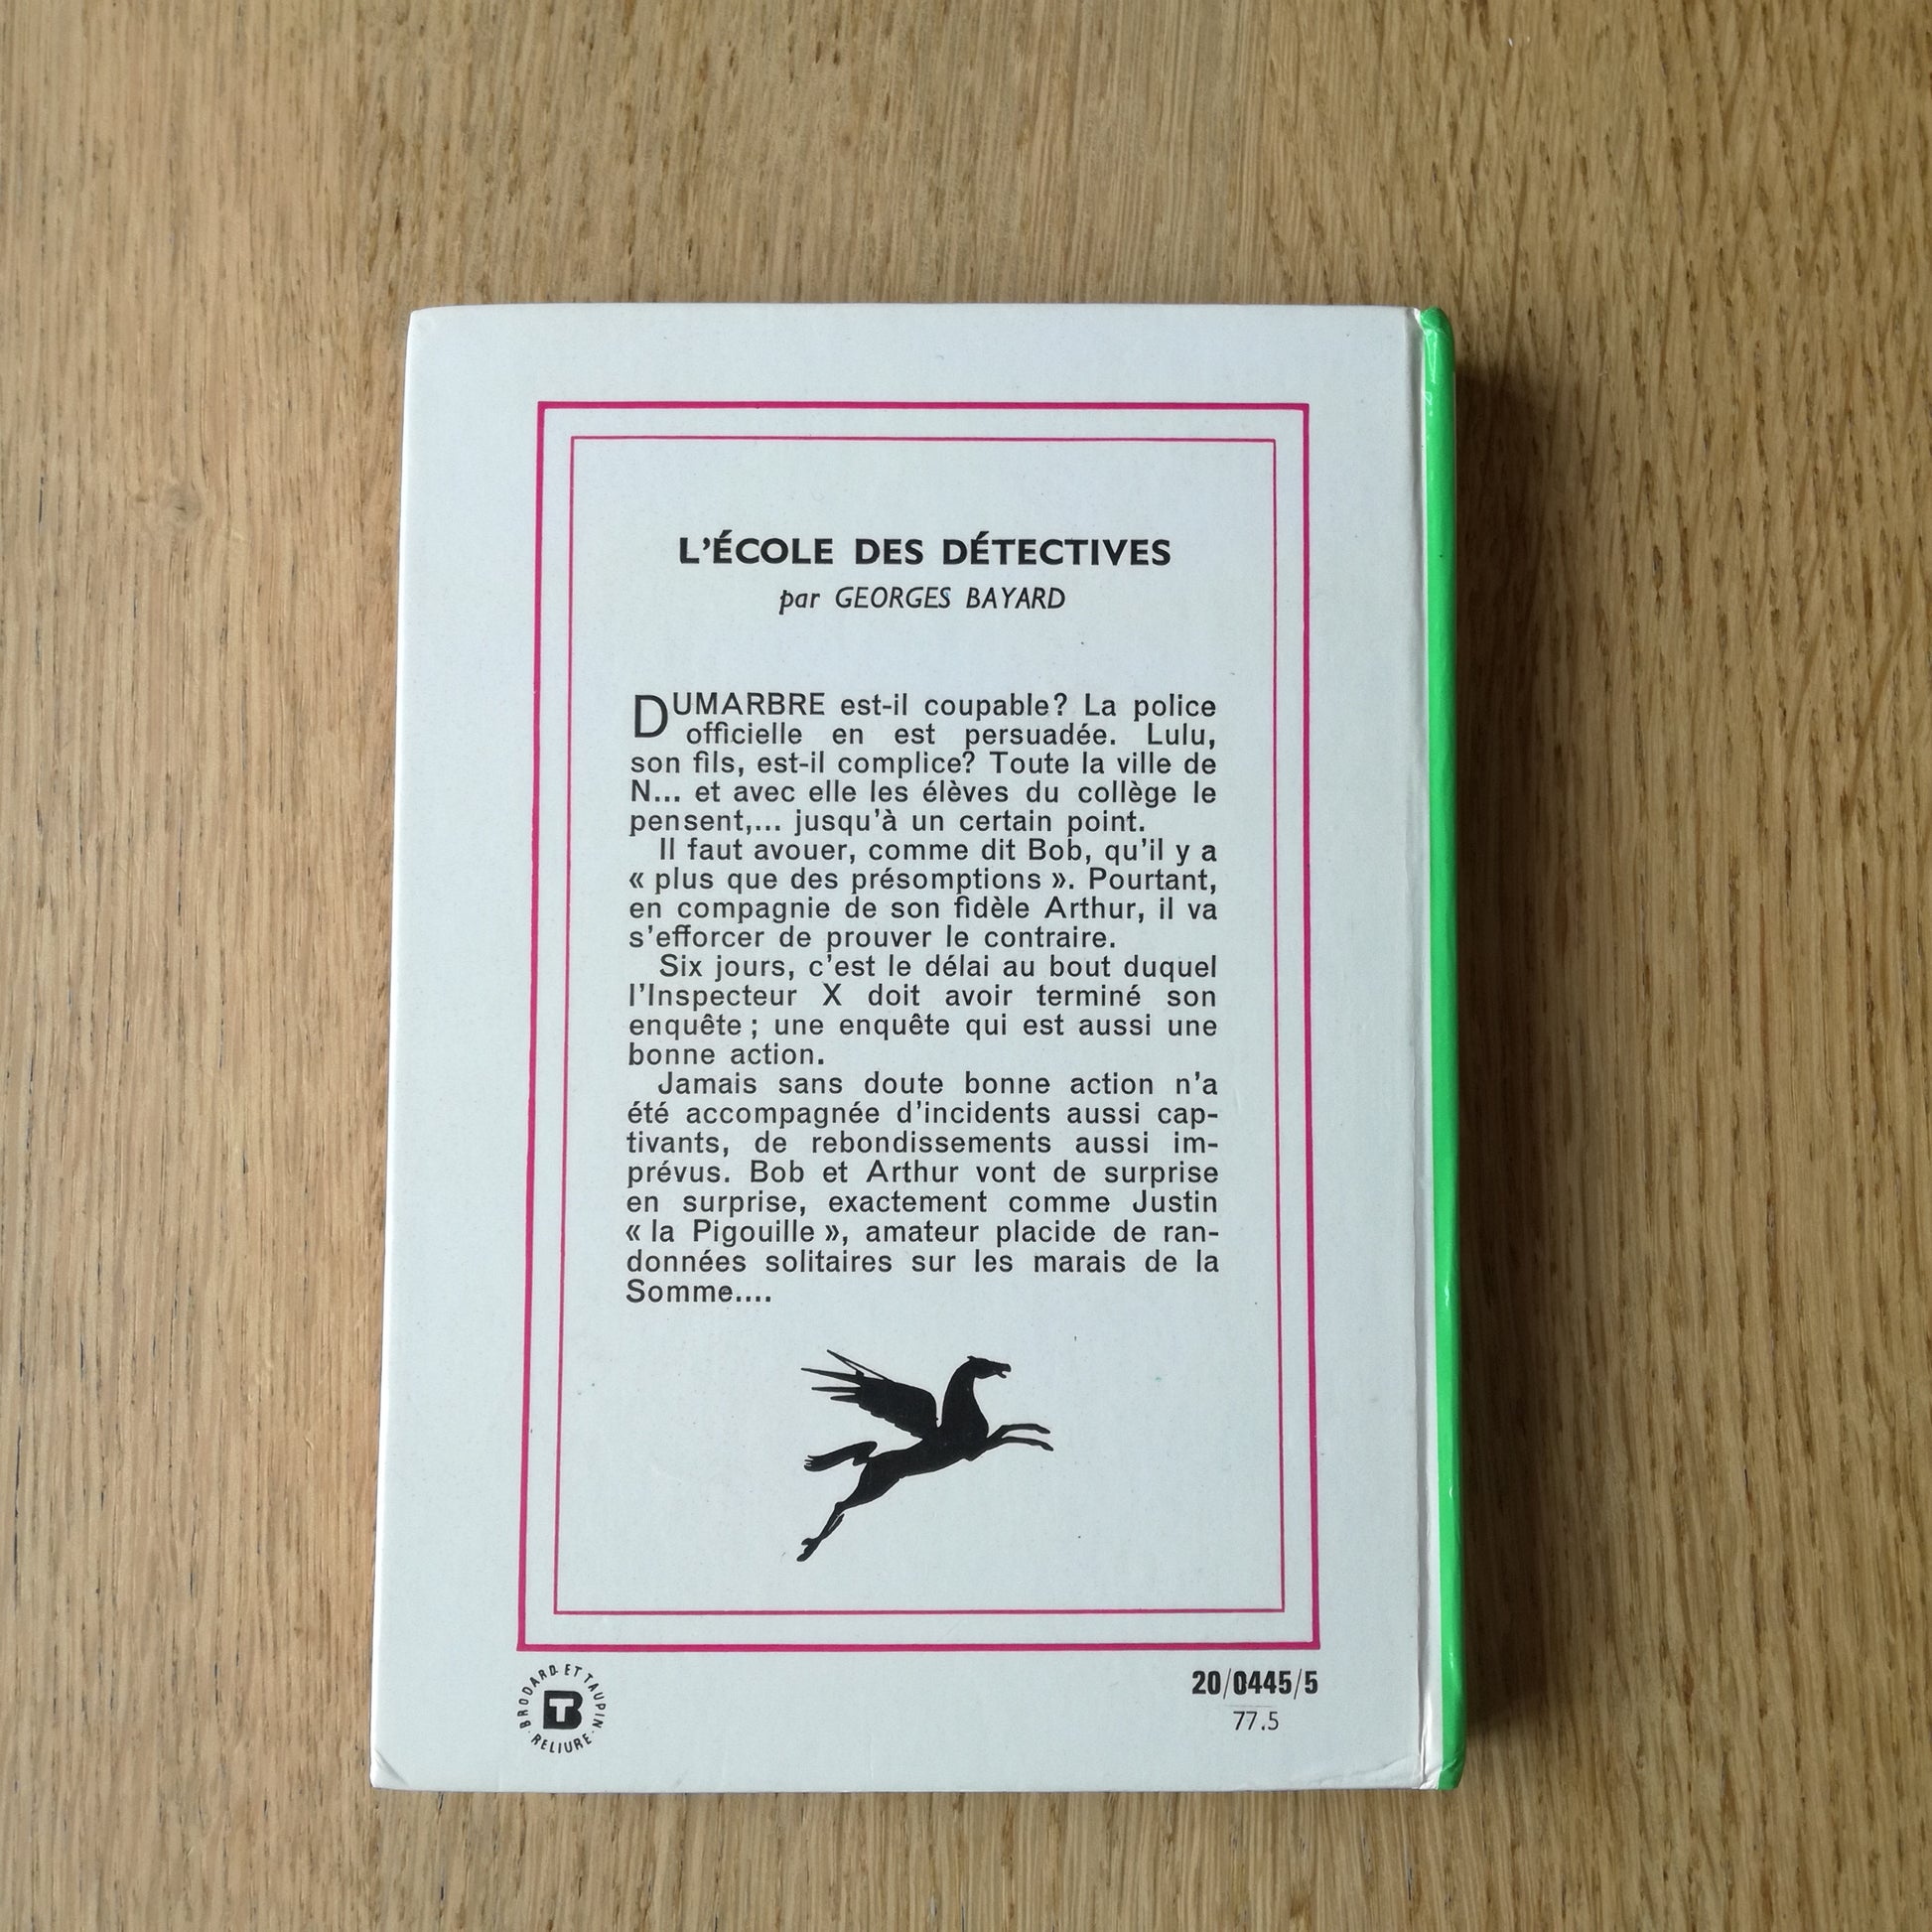 L'ÉCOLE DES DÉTECTIVES
par GEORGES BAYARD
DUMARBRE est-il coupable? La police
officielle en est persuadée. Lulu,
son fils, est-il complice? Toute la ville de
N... et avec elle les élèves du collège le
pensent,... jusqu'à un certain point.
Il faut avouer, comme dit Bob, qu'il y a
« plus que des présomptions ». Pourtant,
en compagnie de son fidèle Arthur, il va
s'efforcer de prouver le contraire.
Six jours, c'est le délai au bout duquel
l'Inspecteur X doit avoir terminé son
enquête ; une enquête qui est aussi une
bonne action.
Jamais sans doute bonne action n'a
été accompagnée d'incidents aussi cap-
tivants, de rebondissements aussi im-
prévus. Bob et Arthur vont de surprise
en surprise, exactement comme Justin
« la Pigouille », amateur placide de ran-
données solitaires sur les marais de la
Somme....
BRODARD ET TAUPIN
BT
RELIURE
20/0445/5
77.5